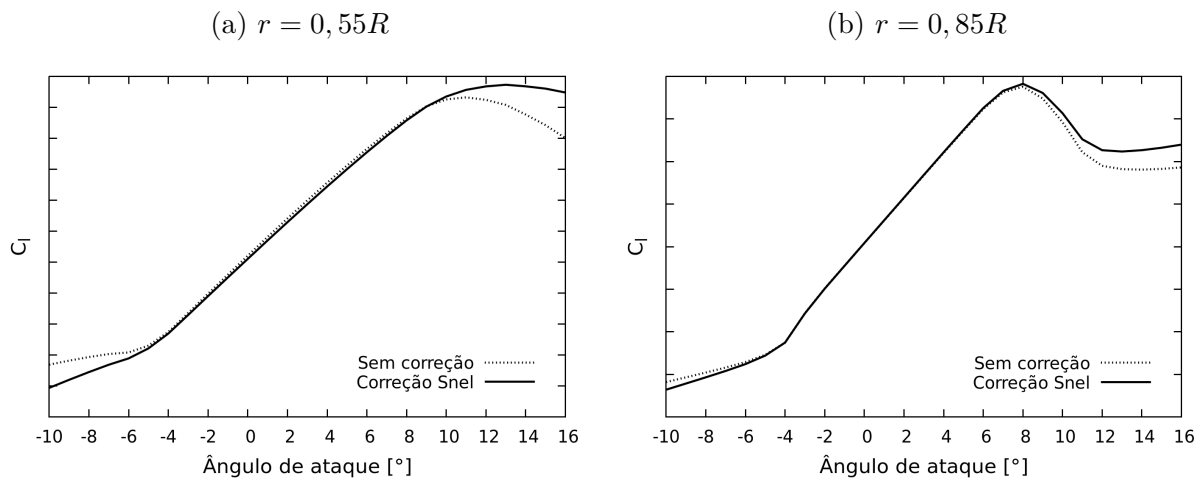 (a) r = 0, 55R
C_l
Sem correção
Correção Snel
-10 -8 -6 -4 -2 0 2 4 6 8 10 12 14 16
Ângulo de ataque [°]
(b) r = 0, 85R
C_l
Sem correção
Correção Snel
-10 -8 -6 -4 -2 0 2 4 6 8 10 12 14 16
Ângulo de ataque [°]